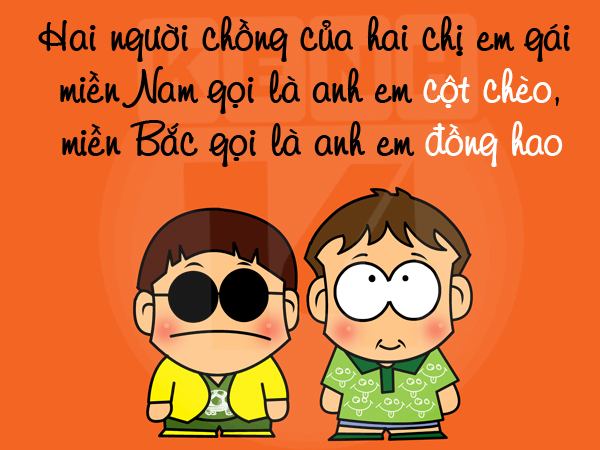 Hai người chồng của hai chị em gái
miền Nam gọi là anh em cột chèo,
miền Bắc gọi là anh em đồng hao